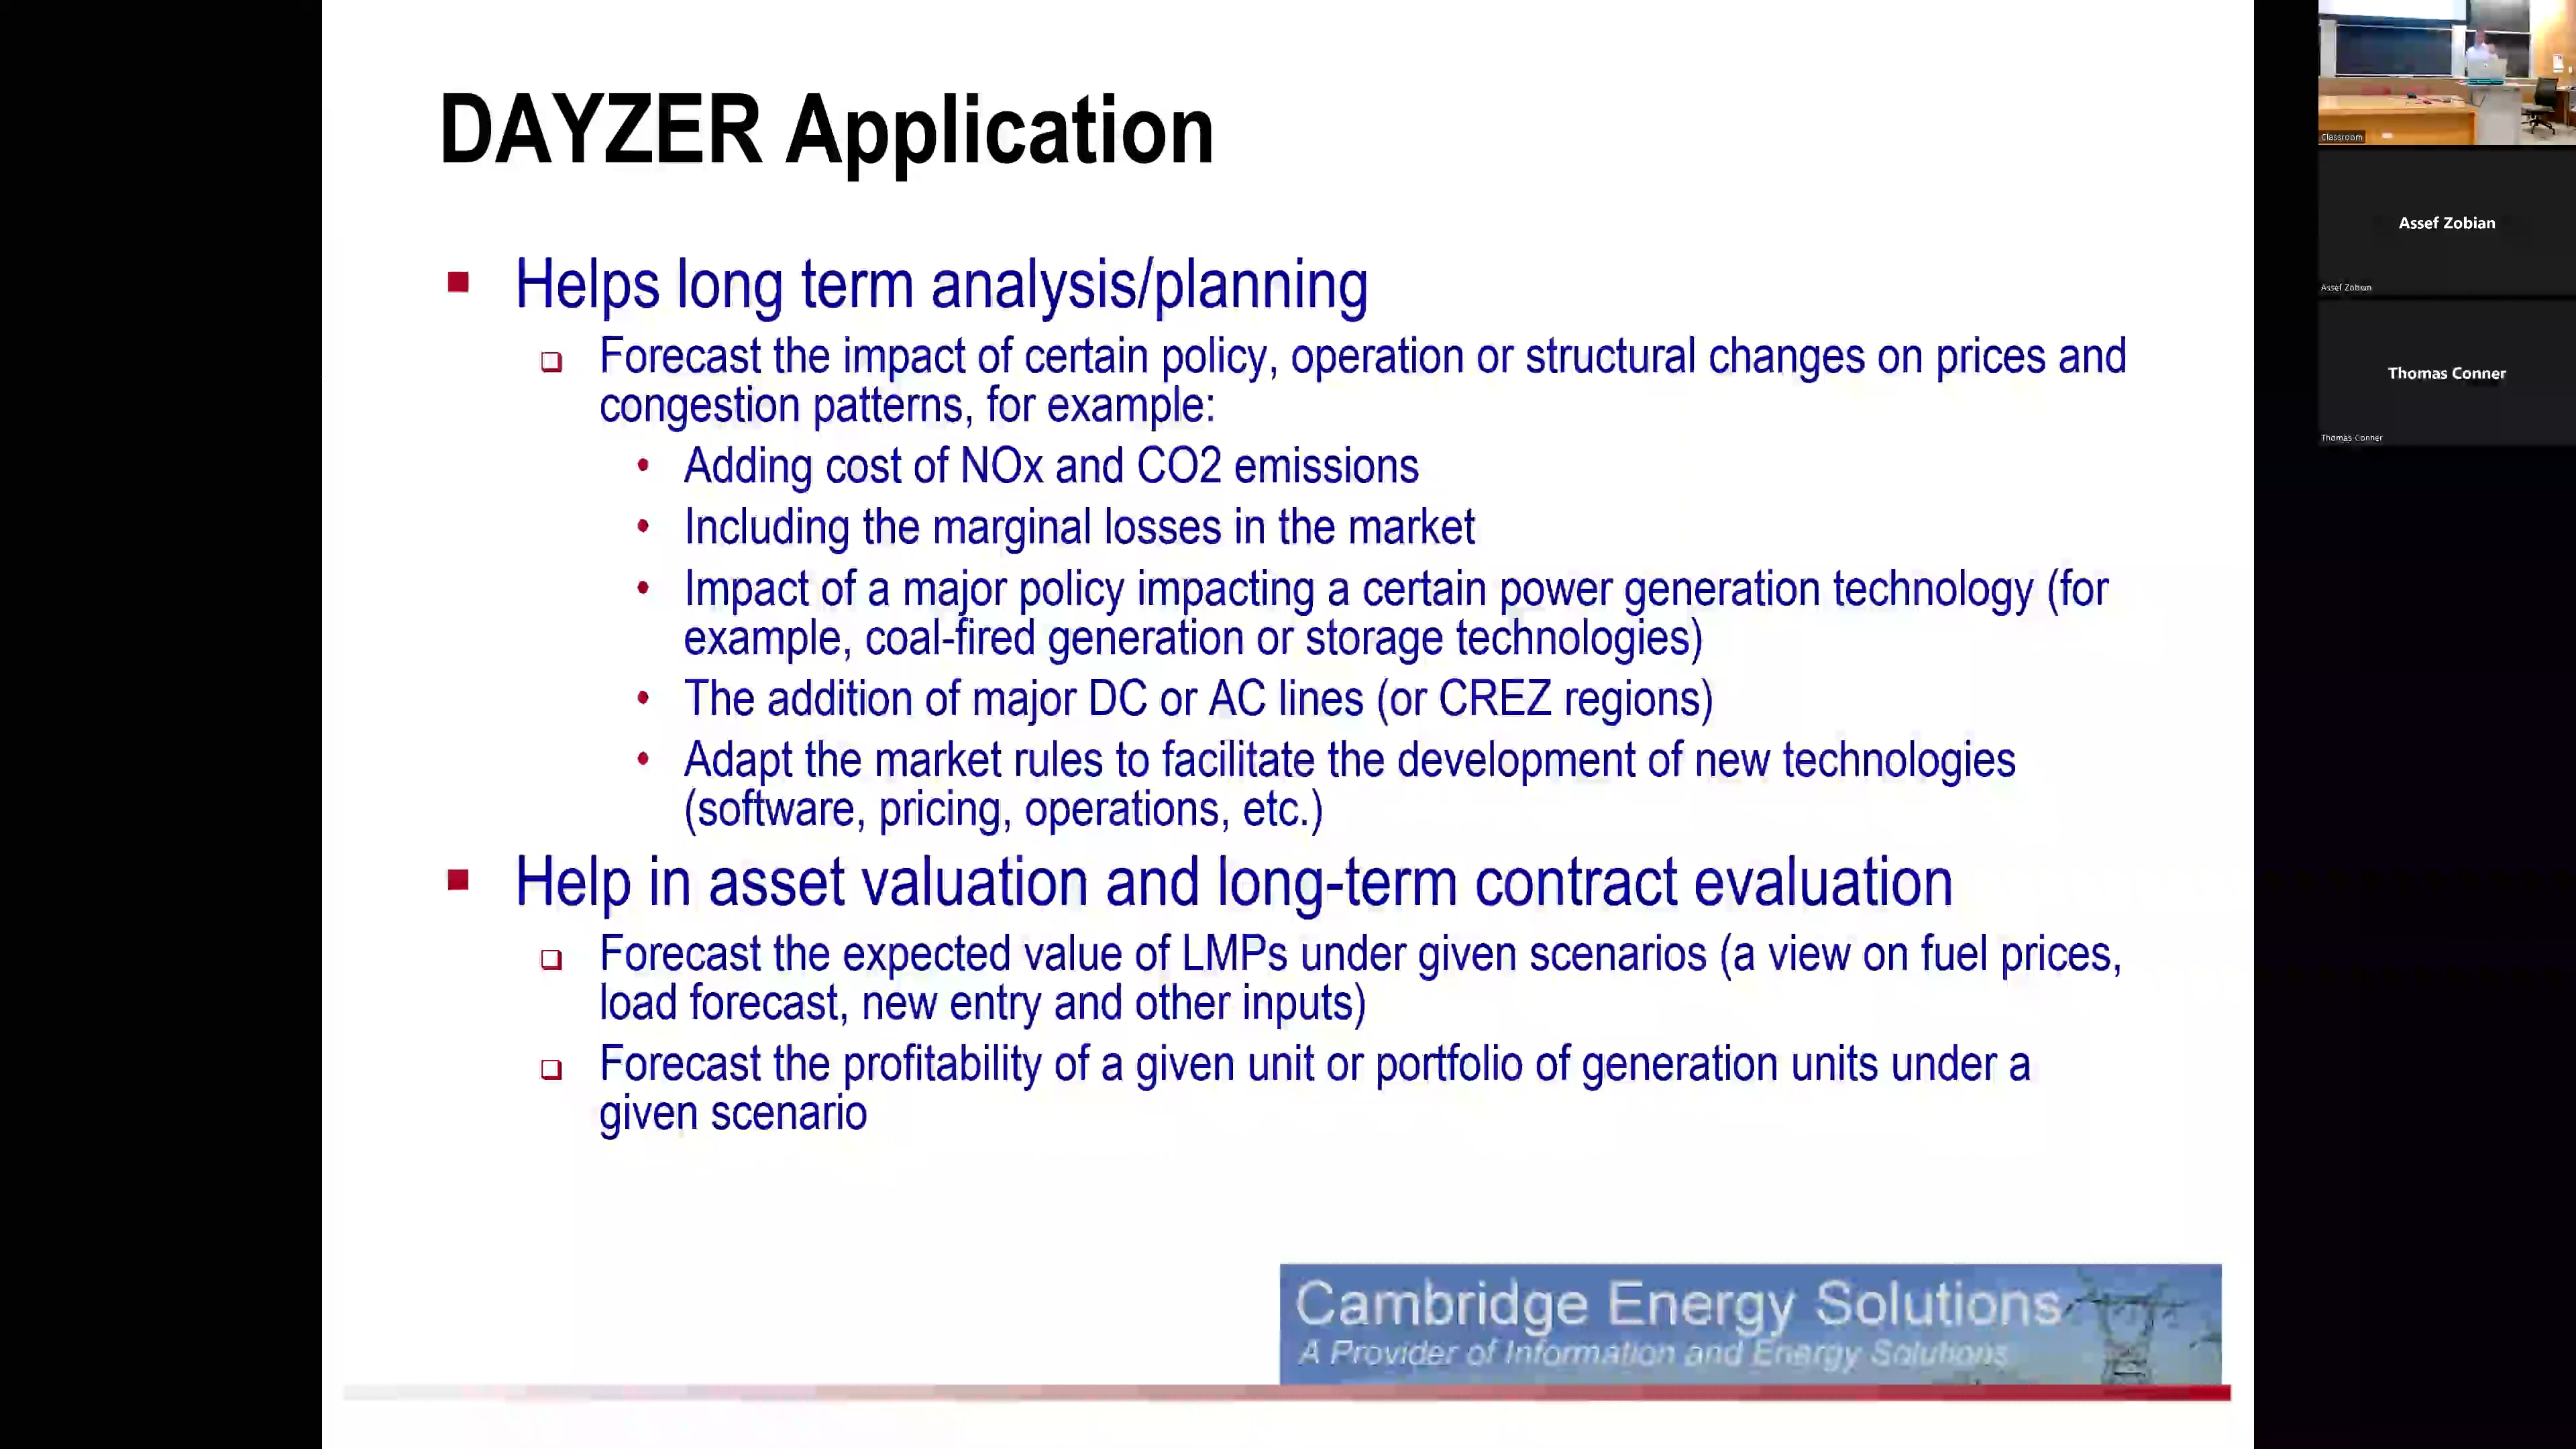 DAYZER Application
Helps long term analysis/planning
Forecast the impact of certain policy, operation or structural changes on prices and
congestion patterns, for example:
Adding cost of NOx and CO2 emissions
Including the marginal losses in the market
Impact of a major policy impacting a certain power generation technology (for
example, coal-fired generation or storage technologies)
The addition of major DC or AC lines (or CREZ regions)
Adapt the market rules to facilitate the development of new technologies
(software, pricing, operations, etc.)
Help in asset valuation and long-term contract evaluation
Forecast the expected value of LMPs under given scenarios (a view on fuel prices,
load forecast, new entry and other inputs)
Forecast the profitability of a given unit or portfolio of generation units under a
given scenario
Cambridge Energy Solutions
A Provider of Information and Energy Solutions
Classroom
Assef Zobian
Assef Zobian
Thomas Conner
Thomas Conner